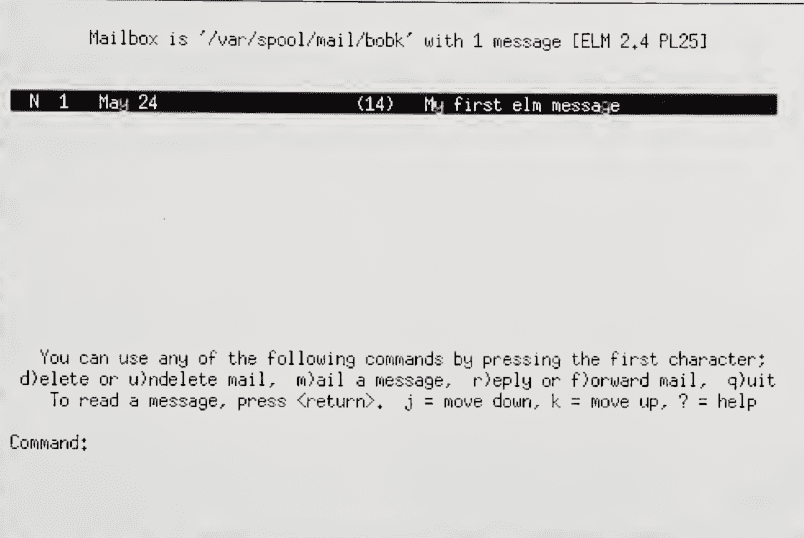 Mailbox is '/var/spool/mail/bobk' with 1 message [ELM 2.4 PL25]
N 1 May 24 (14) My first elm message
You can use any of the following commands by pressing the first character;
d)elete or u)ndelete mail, m)ail a message, r)eply or f)orward mail, q)uit
To read a message, press <return>. j = move down, k = move up, ? = help
Command: